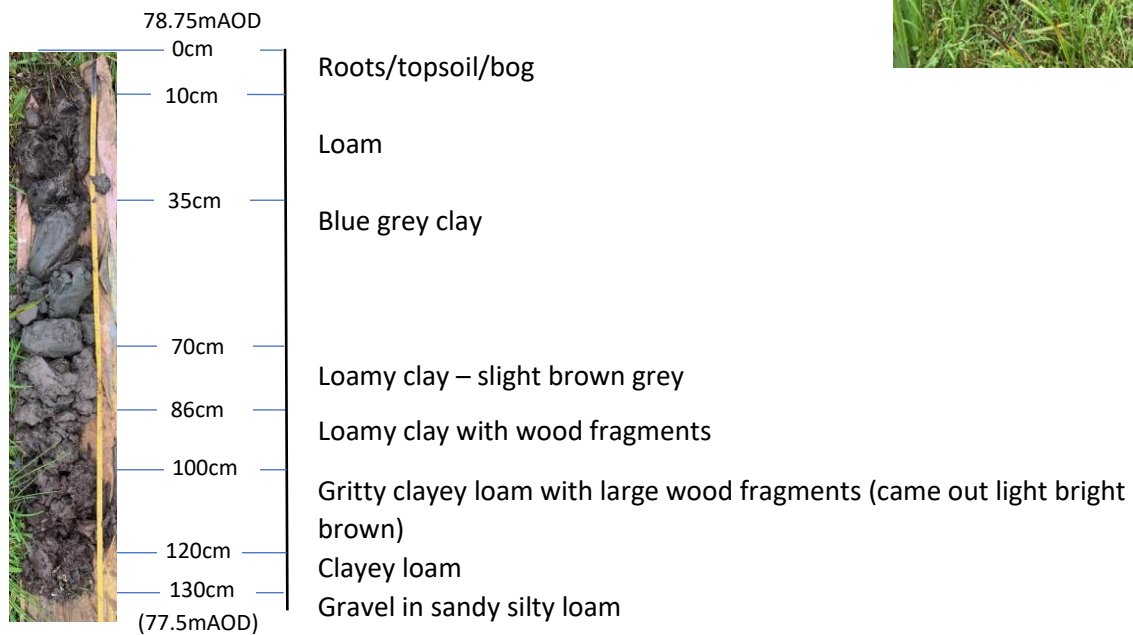 78.75mAOD
0cm
Roots/topsoil/bog
10cm
Loam
35cm
Blue grey clay
70cm
Loamy clay – slight brown grey
86cm
Loamy clay with wood fragments
100cm
Gritty clayey loam with large wood fragments (came out light bright
brown)
120cm
Clayey loam
130cm
Gravel in sandy silty loam
(77.5mAOD)